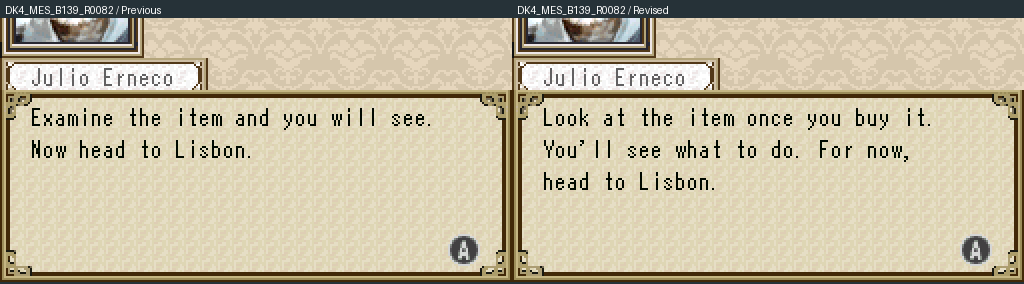 DK4_MES_B139_R0082 / Previous
Julio Erneco
Examine the item and you will see.
Now head to Lisbon.
A
DK4_MES_B139_R0082 / Revised
Julio Erneco
Look at the item once you buy it.
You'll see what to do. For now,
head to Lisbon.
A